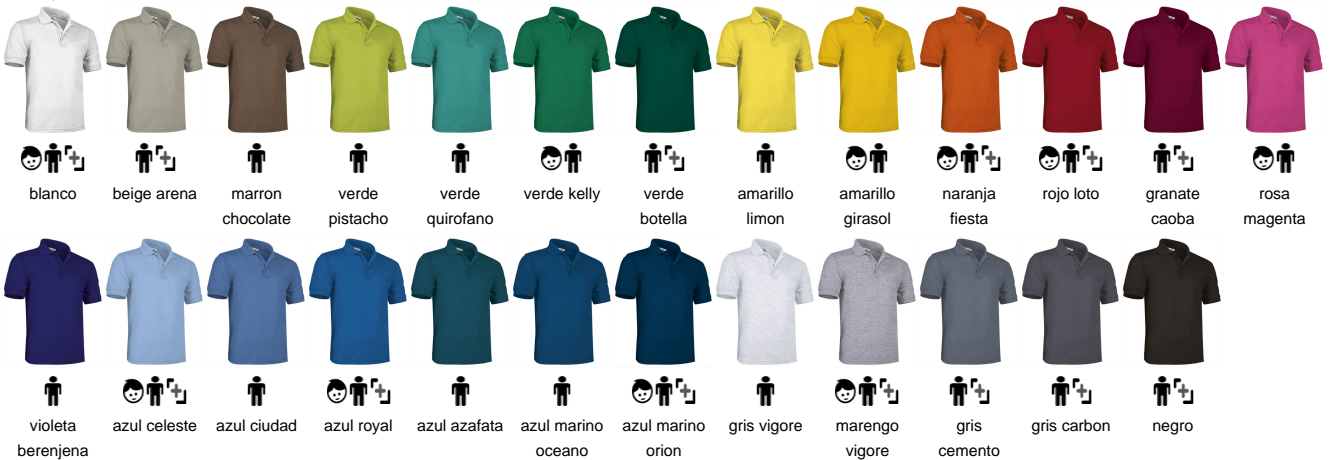 blanco
beige arena
marron
chocolate
verde
pistacho
verde
quirofano
verde kelly
verde
botella
amarillo
limon
amarillo
girasol
naranja
fiesta
rojo loto
granate
caoba
rosa
magenta
violeta
berenjena
azul celeste
azul ciudad
azul royal
azul azafata
azul marino
oceano
azul marino
orion
gris vigore
marengo
vigore
gris
cemento
gris carbon
negro